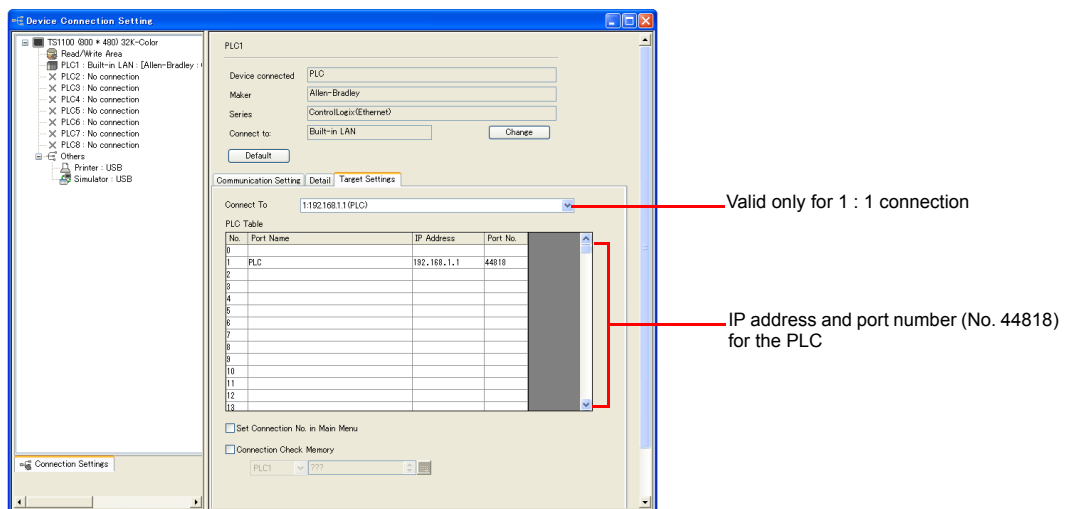 Device Connection Setting
TS1100 (800 * 480) 32K-Color
Read/Write Area
PLC1 : Built-in LAN : [Allen-Bradley :
PLC2 : No connection
PLC3 : No connection
PLC4 : No connection
PLC5 : No connection
PLC6 : No connection
PLC7 : No connection
PLC8 : No connection
Others
Printer : USB
Simulator : USB
Connection Settings
PLC1
Device connected PLC
Maker Allen-Bradley
Series ControlLogix(Ethernet)
Connect to: Built-in LAN Change
Default
Communication Setting Detail Target Settings
Connect To 1:192.168.1.1(PLC)
PLC Table
No. Port Name IP Address Port No.
0
1 PLC 192.168.1.1 44818
2
3
4
5
6
7
8
9
10
11
12
13
Set Connection No. in Main Menu
Connection Check Memory
PLC1 ???
Valid only for 1 : 1 connection
IP address and port number (No. 44818)
for the PLC